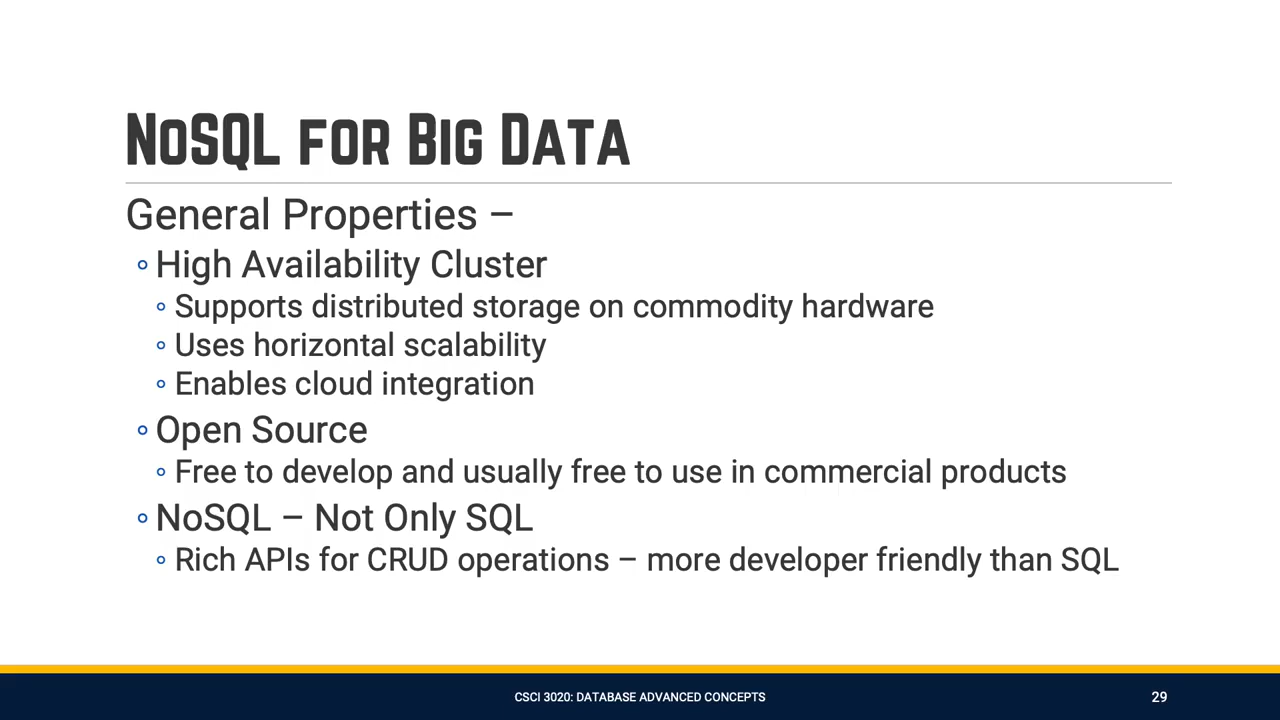 NoSQL for Big Data
General Properties –
◦ High Availability Cluster
◦ Supports distributed storage on commodity hardware
◦ Uses horizontal scalability
◦ Enables cloud integration
◦ Open Source
◦ Free to develop and usually free to use in commercial products
◦ NoSQL – Not Only SQL
◦ Rich APIs for CRUD operations – more developer friendly than SQL
CSCI 3020: DATABASE ADVANCED CONCEPTS
29